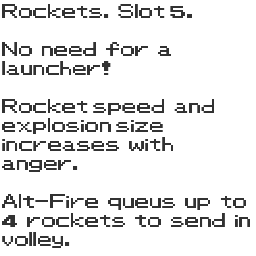 Rockets. Slot 5.
No need for a
launcher!
Rocket speed and
explosion size
increases with
anger.
Alt-Fire queus up to
4 rockets to send in
volley.